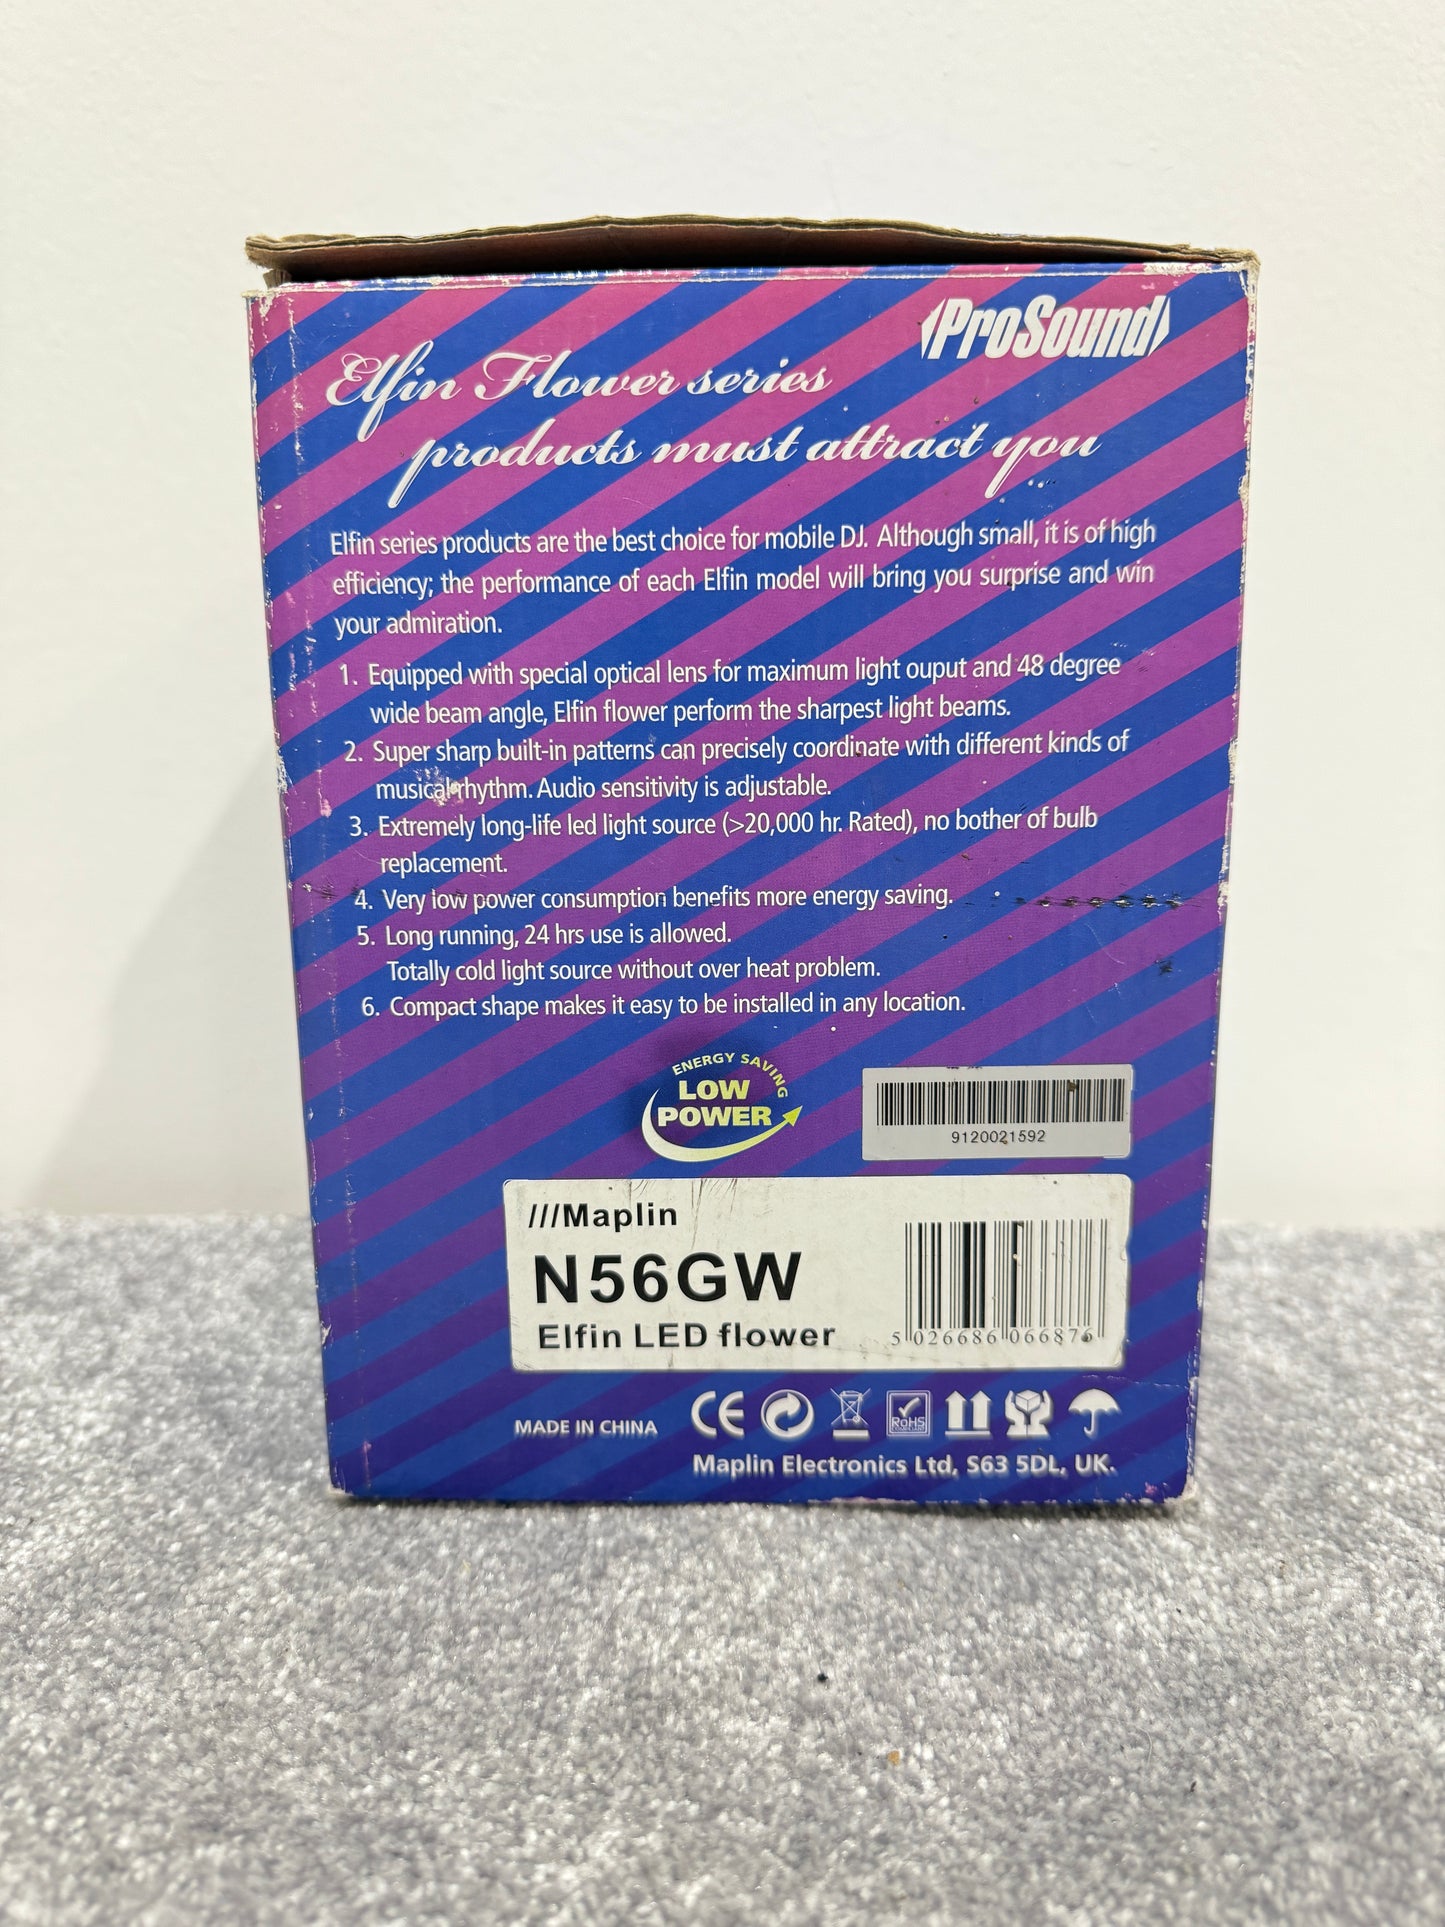 ProSound
Elfin Flower series
products must attract you
Elfin series products are the best choice for mobile DJ. Although small, it is of high
efficiency; the performance of each Elfin model will bring you surprise and win
your admiration.
1. Equipped with special optical lens for maximum light ouput and 48 degree
wide beam angle, Elfin flower perform the sharpest light beams.
2. Super sharp built-in patterns can precisely coordinate with different kinds of
musical rhythm. Audio sensitivity is adjustable.
3. Extremely long-life led light source (>20,000 hr. Rated), no bother of bulb
replacement.
4. Very low power consumption benefits more energy saving.
5. Long running, 24 hrs use is allowed.
Totally cold light source without over heat problem.
6. Compact shape makes it easy to be installed in any location.
ENERGY SAVING
LOW
POWER
9120021592
///Maplin
N56GW
Elfin LED flower
5 026686 066876
MADE IN CHINA
CE
RoHS
COMPLIANT
Maplin Electronics Ltd, S63 5DL, UK.